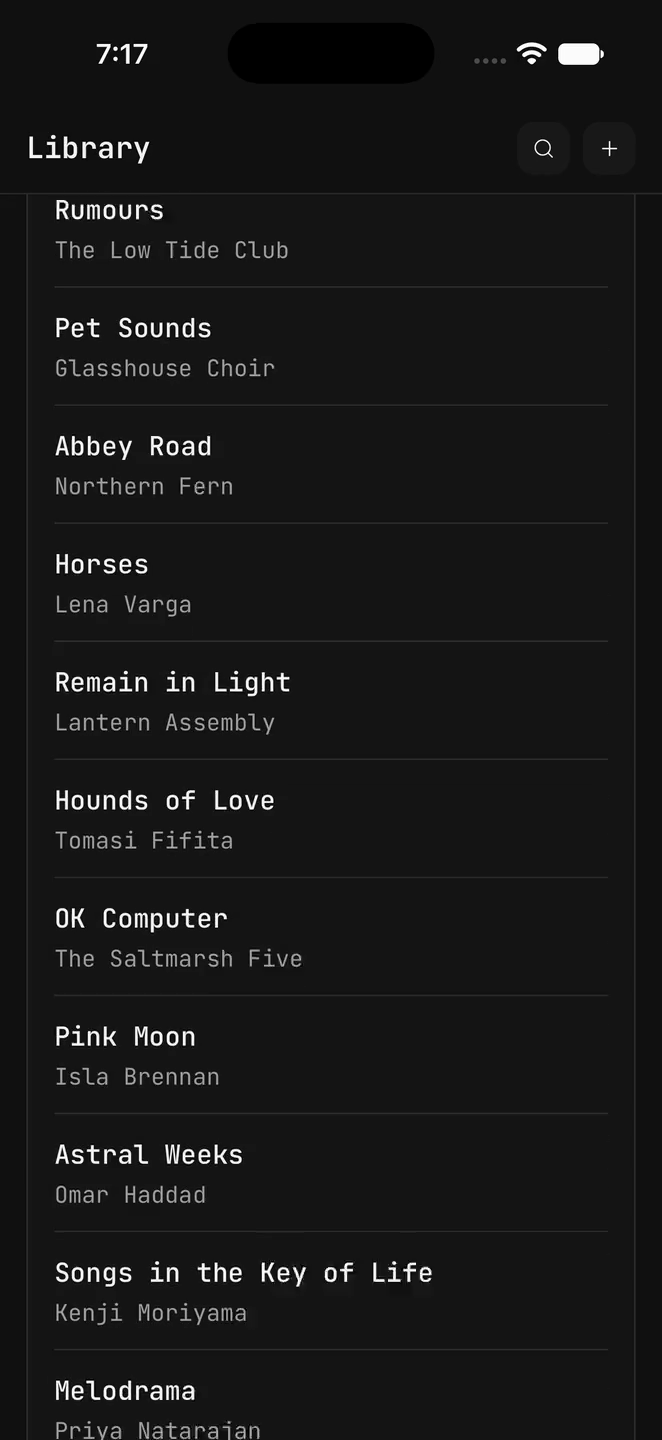 7:17
Library
Rumours
The Low Tide Club
Pet Sounds
Glasshouse Choir
Abbey Road
Northern Fern
Horses
Lena Varga
Remain in Light
Lantern Assembly
Hounds of Love
Tomasi Fifita
OK Computer
The Saltmarsh Five
Pink Moon
Isla Brennan
Astral Weeks
Omar Haddad
Songs in the Key of Life
Kenji Moriyama
Melodrama
Priya Natarajan